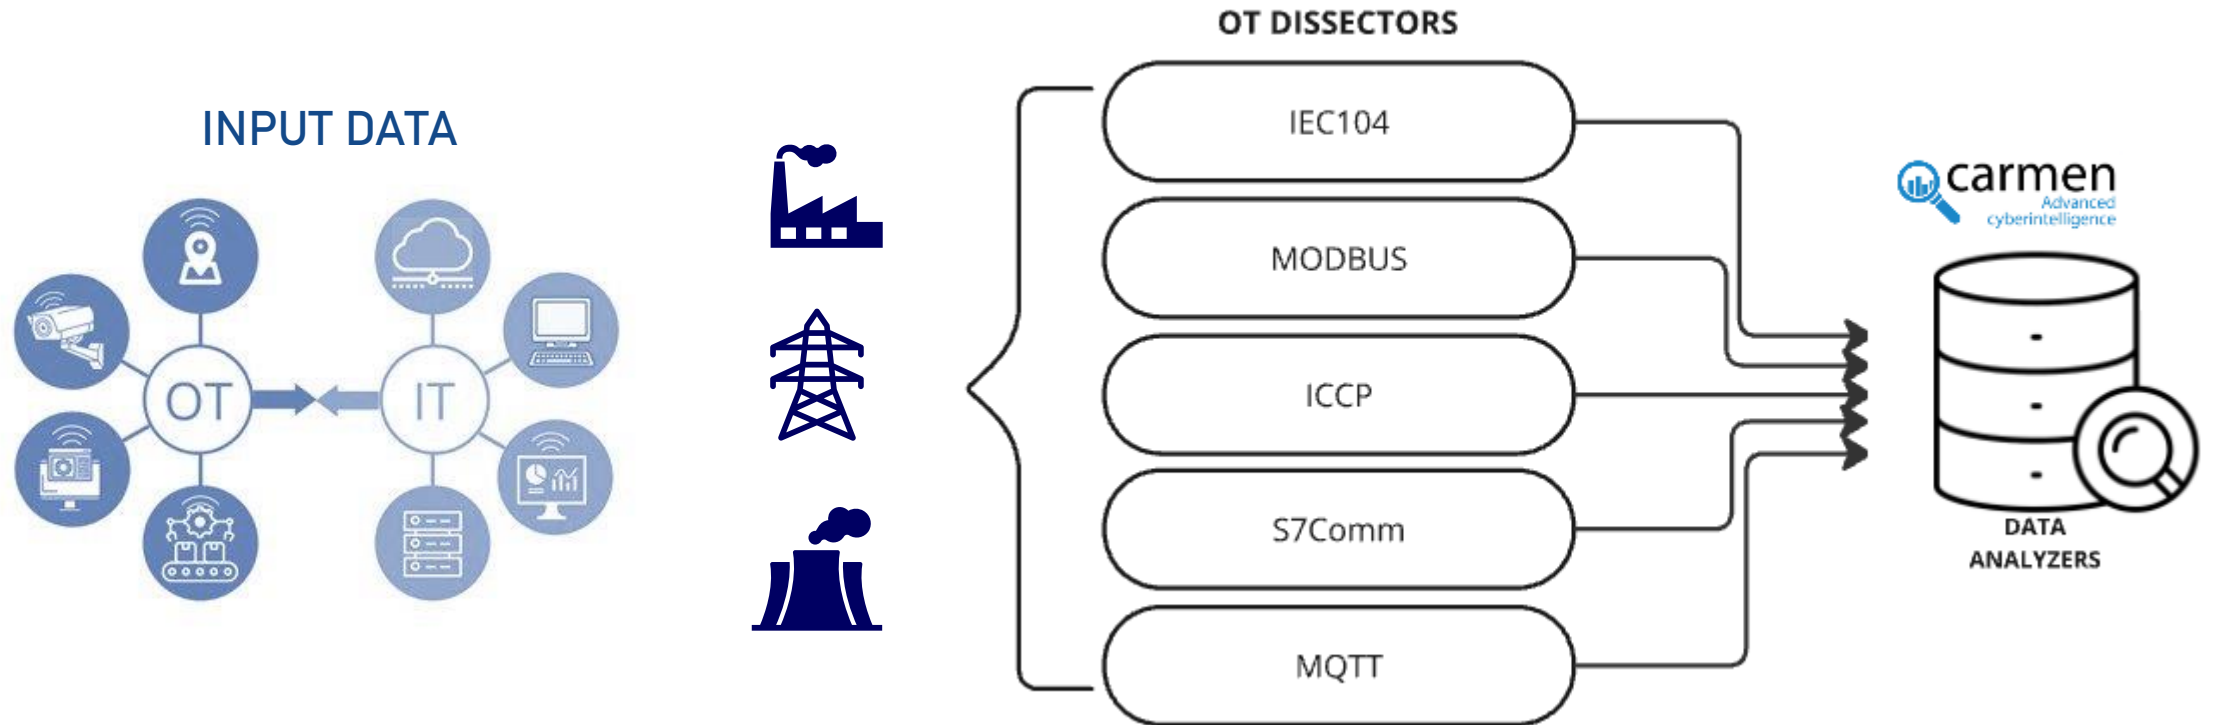 INPUT DATA
OT
IT
OT DISSECTORS
IEC104
MODBUS
ICCP
S7Comm
MQTT
carmen
Advanced
cyberintelligence
DATA
ANALYZERS